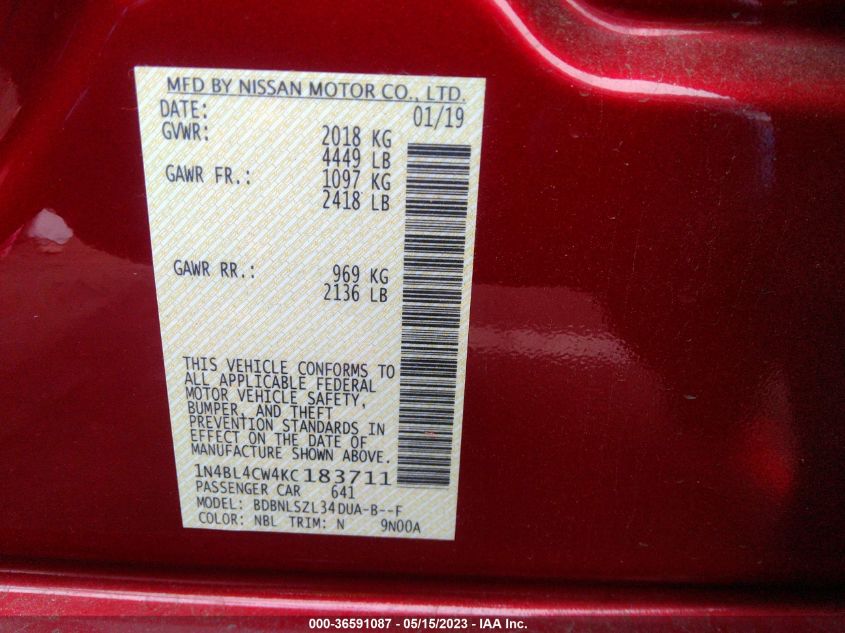 MFD BY NISSAN MOTOR CO., LTD.
DATE: 01/19
GVWR: 2018 KG
4449 LB
GAWR FR.: 1097 KG
2418 LB
GAWR RR.: 969 KG
2136 LB
THIS VEHICLE CONFORMS TO
ALL APPLICABLE FEDERAL
MOTOR VEHICLE SAFETY,
BUMPER, AND THEFT
PREVENTION STANDARDS IN
EFFECT ON THE DATE OF
MANUFACTURE SHOWN ABOVE.
1N4BL4CW4KC183711
PASSENGER CAR 641
MODEL: BDBNLSZL34DUA-B--F
COLOR: NBL TRIM: N 9N00A
000-36591087 - 05/15/2023 - IAA Inc.